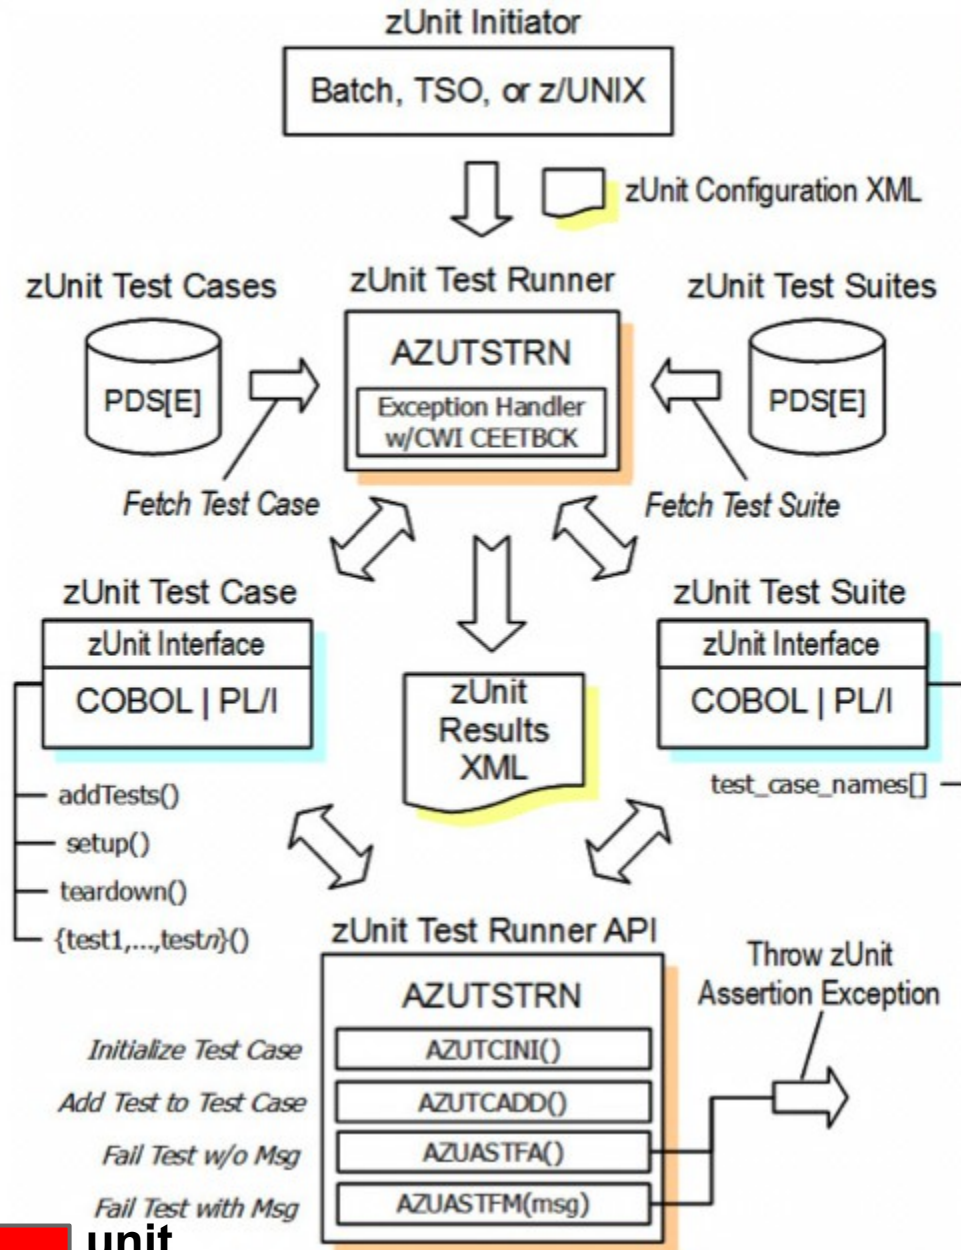 zUnit Initiator
Batch, TSO, or z/UNIX
zUnit Configuration XML
zUnit Test Cases
zUnit Test Runner
zUnit Test Suites
PDS[E]
AZUTSTRN
Exception Handler
w/CWI CEETBCK
PDS[E]
Fetch Test Case
Fetch Test Suite
zUnit Test Case
zUnit Test Suite
zUnit Interface
COBOL | PL/I
zUnit
Results
XML
zUnit Interface
COBOL | PL/I
addTests()
setup()
teardown()
{test1,...,testn}()
test_case_names[]
zUnit Test Runner API
Throw zUnit
Assertion Exception
AZUTSTRN
Initialize Test Case AZUTCINI()
Add Test to Test Case AZUTCADD()
Fail Test w/o Msg AZUASTFA()
Fail Test with Msg AZUASTFM(msg)
unit